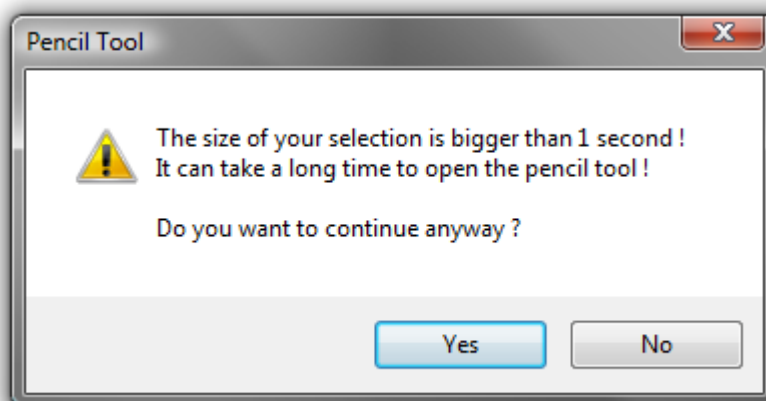 Pencil Tool
The size of your selection is bigger than 1 second !
It can take a long time to open the pencil tool !
Do you want to continue anyway ?
Yes
No